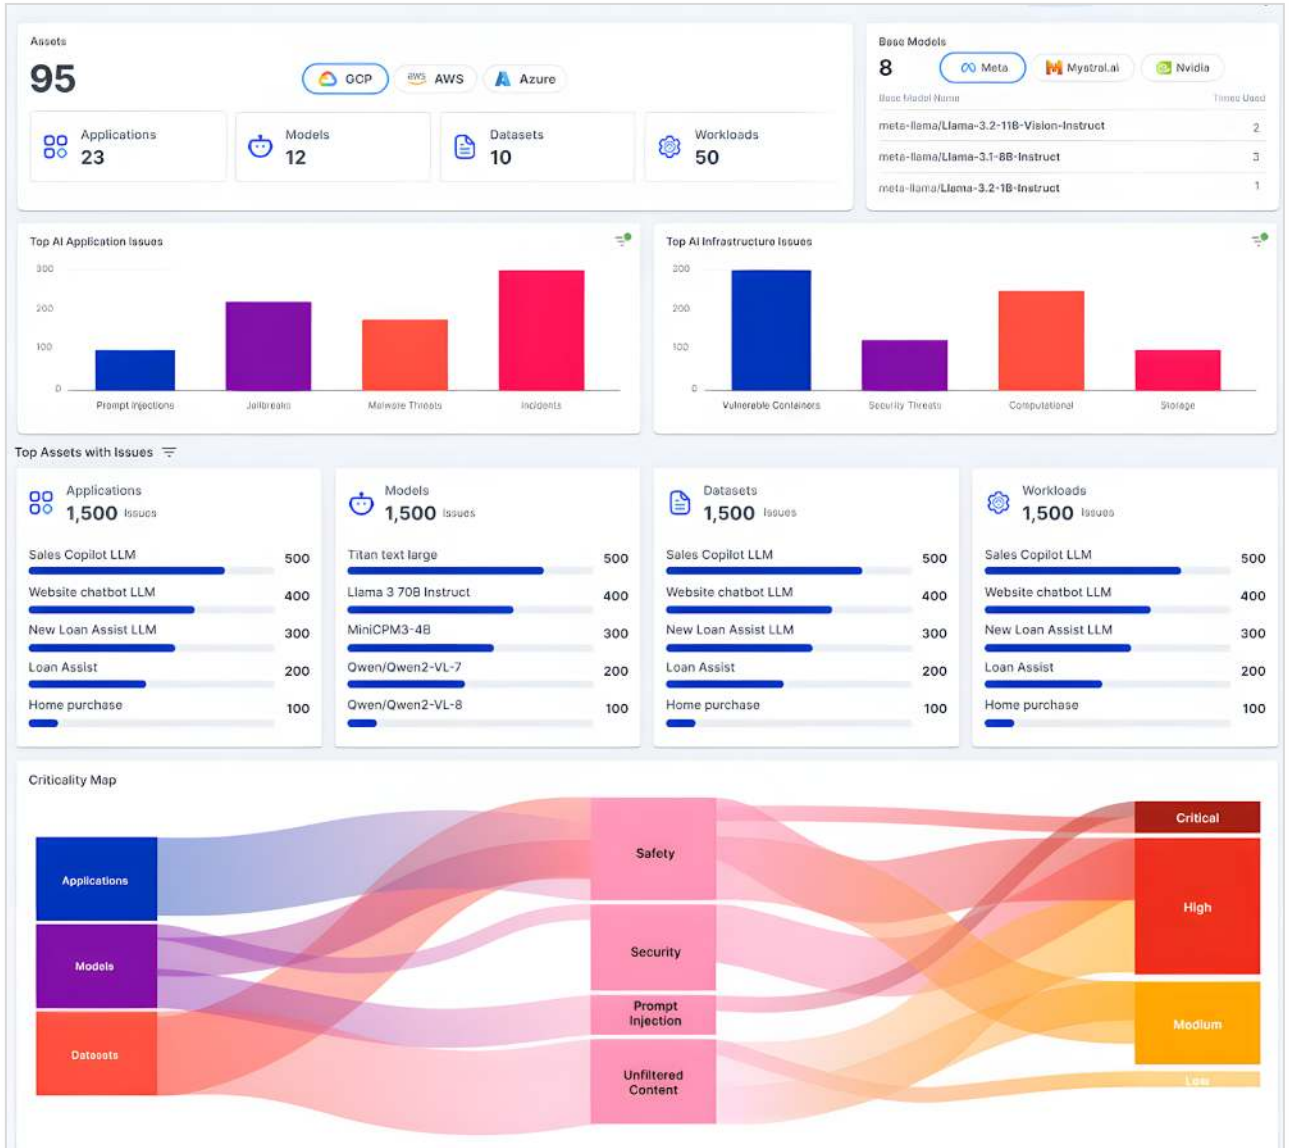 Assets
95
GCP
aws AWS
Azure
Applications
23
Models
12
Datasets
10
Workloads
50
Base Models
8
Meta
Mystral.ai
Nvidia
Base Model Name
Times Used
meta-llama/Llama-3.2-11B-Vision-Instruct
2
meta-llama/Llama-3.1-8B-Instruct
3
meta-llama/Llama-3.2-1B-Instruct
1
Top AI Application Issues
300
200
100
0
Prompt Injections
Jailbreaks
Malware Threats
Incidents
Top AI Infrastructure Issues
300
200
100
0
Vulnerable Containers
Security Threats
Computational
Storage
Top Assets with Issues
Applications
1,500 Issues
Sales Copilot LLM
500
Website chatbot LLM
400
New Loan Assist LLM
300
Loan Assist
200
Home purchase
100
Models
1,500 Issues
Titan text large
500
Llama 3 70B Instruct
400
MiniCPM3-4B
300
Qwen/Qwen2-VL-7
200
Qwen/Qwen2-VL-8
100
Datasets
1,500 Issues
Sales Copilot LLM
500
Website chatbot LLM
400
New Loan Assist LLM
300
Loan Assist
200
Home purchase
100
Workloads
1,500 Issues
Sales Copilot LLM
500
Website chatbot LLM
400
New Loan Assist LLM
300
Loan Assist
200
Home purchase
100
Criticality Map
Applications
Models
Datasets
Safety
Security
Prompt
Injection
Unfiltered
Content
Critical
High
Medium
Low